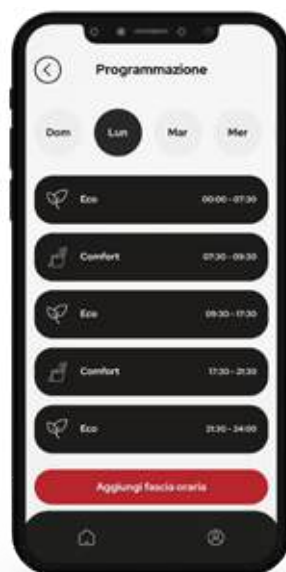 Programmazione
Dom Lun Mar Mer
Eco 00:00 - 07:30
Comfort 07:30 - 09:30
Eco 09:30 - 17:30
Comfort 17:30 - 21:30
Eco 21:30 - 24:00
Aggiungi fascia oraria